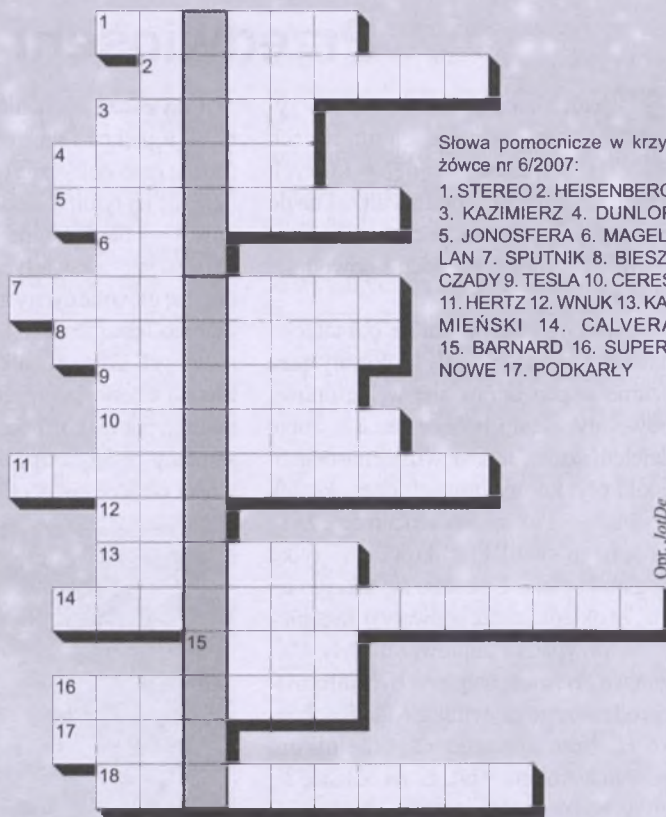 1
2
3
4
5
6
7
8
9
10
11
12
13
14
15
16
17
18
Słowa pomocnicze w krzy-
żówce nr 6/2007:
1. STEREO 2. HEISENBERG
3. KAZIMIERZ 4. DUNLOP
5. JONOSFERA 6. MAGEL-
LAN 7. SPUTNIK 8. BIESZ-
CZADY 9. TESLA 10. CERES
11. HERTZ 12. WNUK 13. KA-
MIEŃSKI 14. CALVERA
15. BARNARD 16. SUPER-
NOWE 17. PODKARŁY
Opr. JotDe